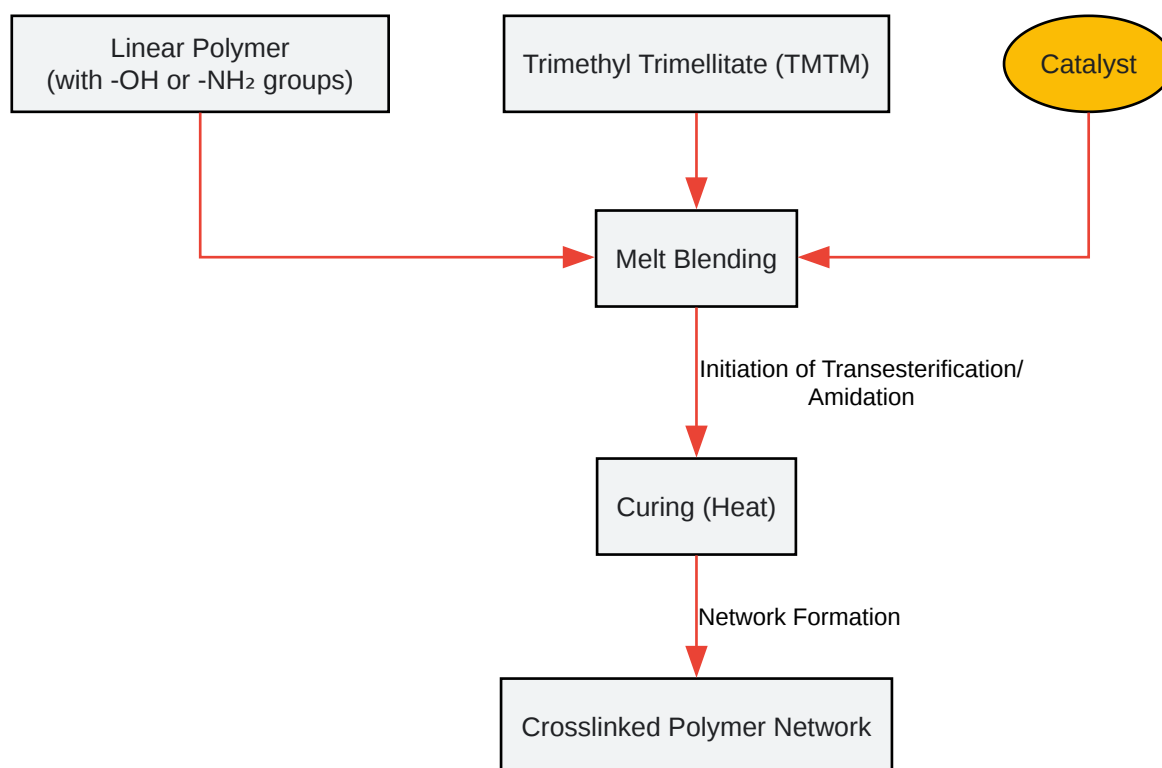 Linear Polymer
(with -OH or -NH₂ groups)
Trimethyl Trimellitate (TMTM)
Catalyst
Melt Blending
Initiation of Transesterification/
Amidation
Curing (Heat)
Network Formation
Crosslinked Polymer Network